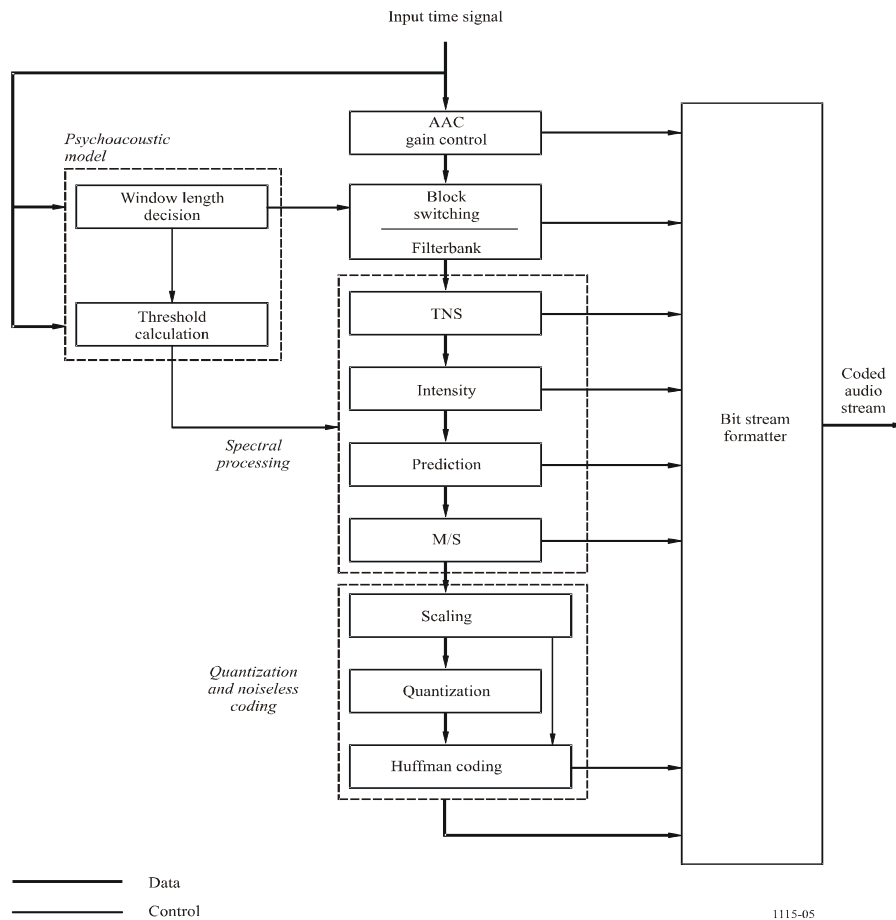 Input time signal
AAC
gain control
Psychoacoustic
model
Window length
decision
Block
switching
Filterbank
Threshold
calculation
TNS
Intensity
Spectral
processing
Prediction
M/S
Bit stream
formatter
Coded
audio
stream
Scaling
Quantization
and noiseless
coding
Quantization
Huffman coding
Data
Control
1115-05